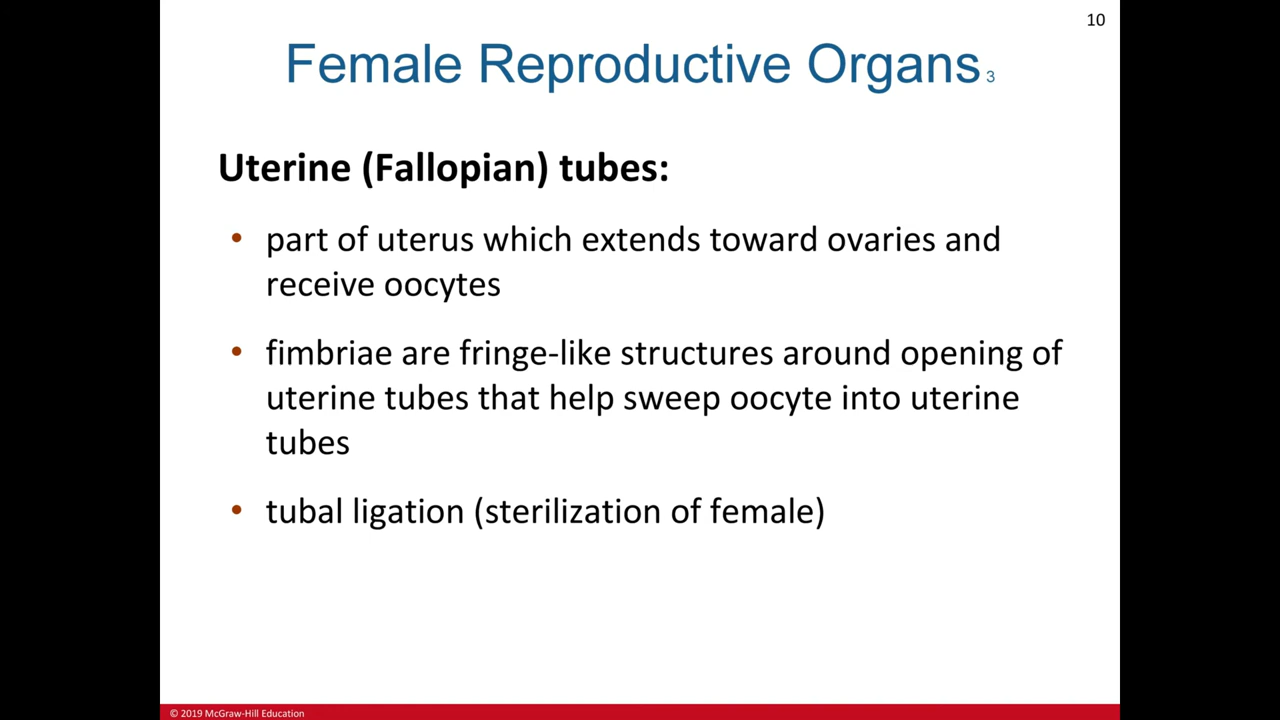 10
Female Reproductive Organs 3
Uterine (Fallopian) tubes:
• part of uterus which extends toward ovaries and
receive oocytes
• fimbriae are fringe-like structures around opening of
uterine tubes that help sweep oocyte into uterine
tubes
• tubal ligation (sterilization of female)
© 2019 McGraw-Hill Education